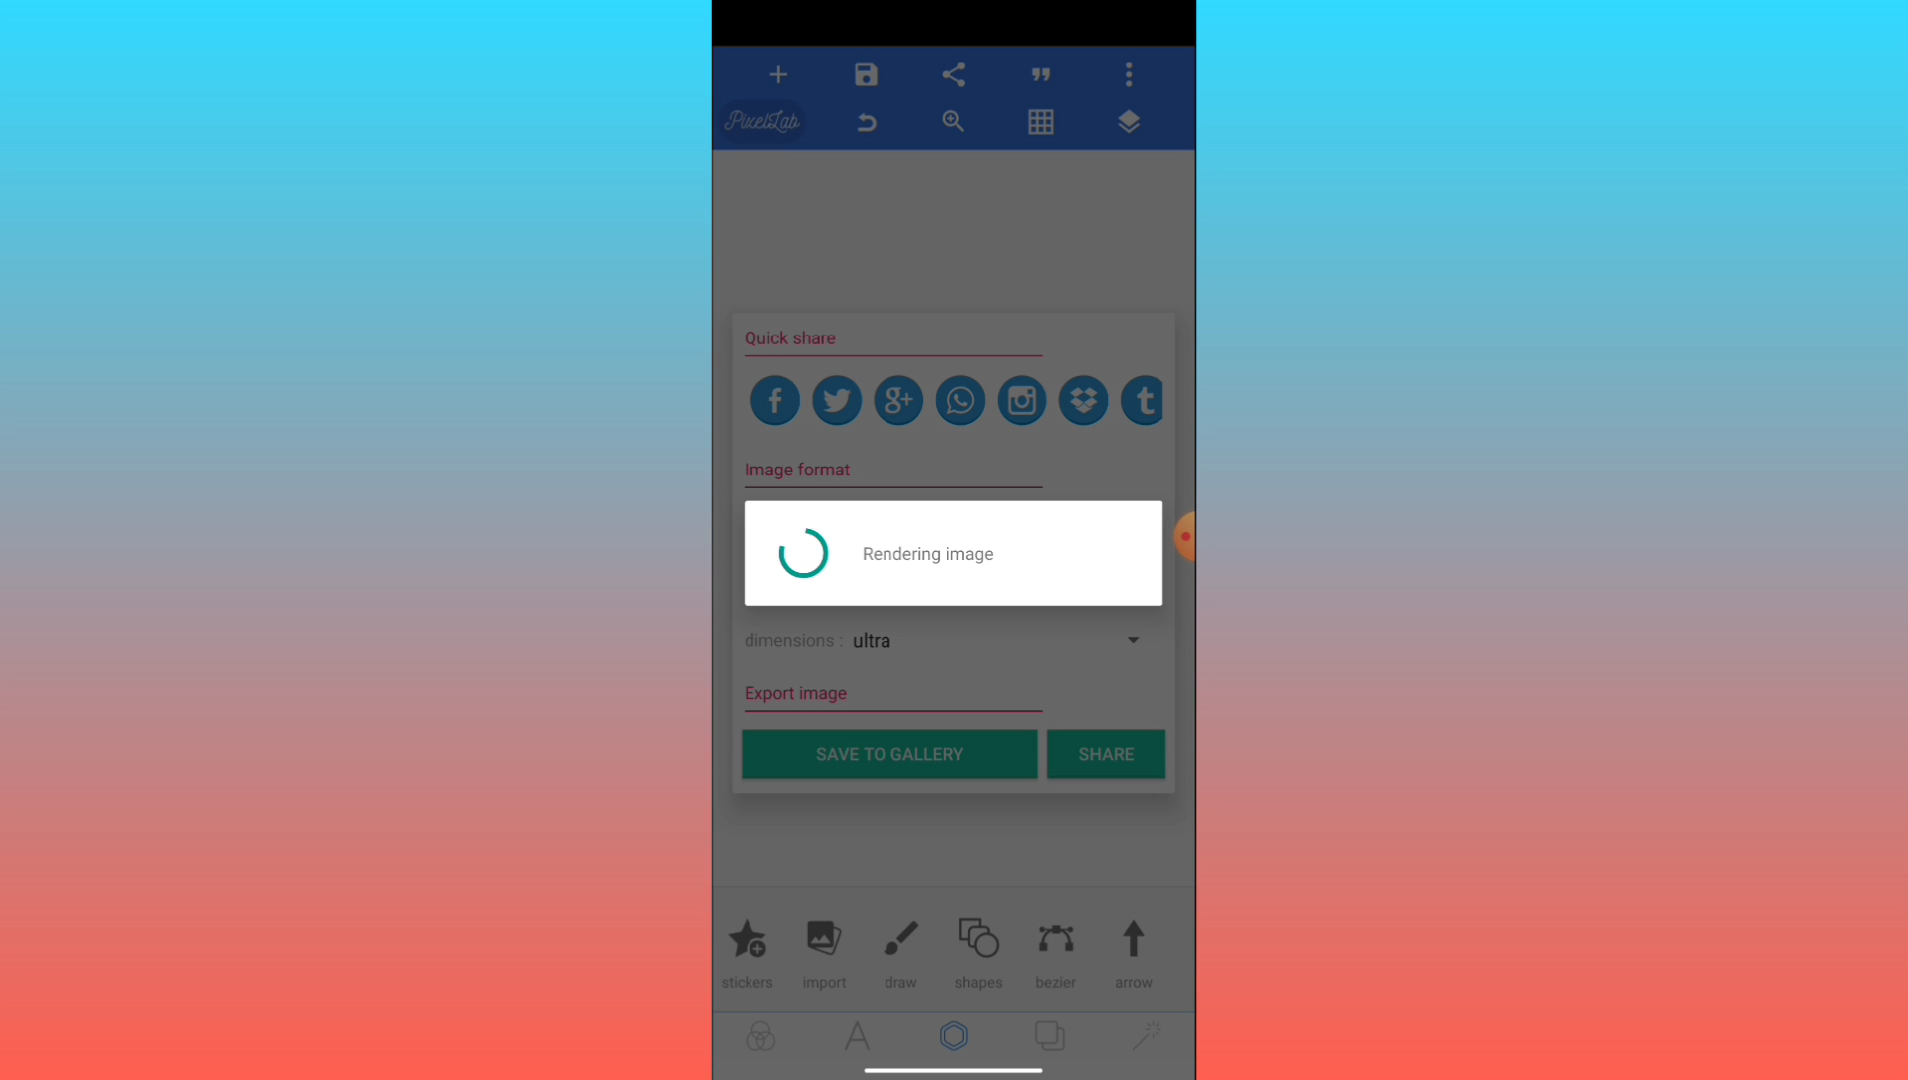 PixelLab
Quick share
Image format
Rendering image
dimensions : ultra
Export image
SAVE TO GALLERY SHARE
stickers import draw shapes bezier arrow